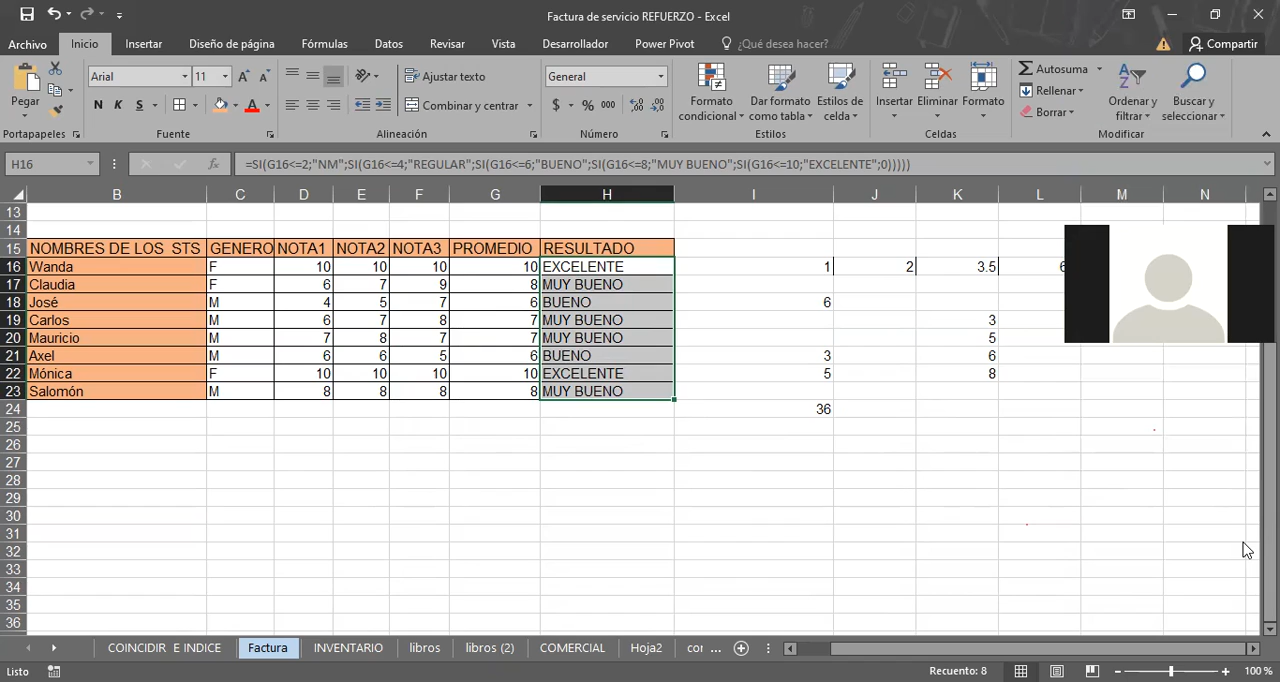 Factura de servicio REFUERZO - Excel
Archivo Inicio Insertar Diseño de página Fórmulas Datos Revisar Vista Desarrollador Power Pivot ¿Qué desea hacer? Compartir
Pegar
Portapapeles
Arial 11
N K S
Fuente
Ajustar texto
Combinar y centrar
Alineación
General
$ % 000
Número
Formato condicional
Dar formato como tabla
Estilos de celda
Estilos
Insertar Eliminar Formato
Celdas
Autosuma
Rellenar
Borrar
Ordenar y filtrar
Buscar y seleccionar
Modificar
H16 fx =SI(G16<=2;"NM";SI(G16<=4;"REGULAR";SI(G16<=6;"BUENO";SI(G16<=8;"MUY BUENO";SI(G16<=10;"EXCELENTE";0)))))
B C D E F G H I J K L M N
13
14
15 NOMBRES DE LOS STS GENERO NOTA1 NOTA2 NOTA3 PROMEDIO RESULTADO
16 Wanda F 10 10 10 10 EXCELENTE 1 2 3.5 6
17 Claudia F 6 7 9 8 MUY BUENO
18 José M 4 5 7 6 BUENO 6
19 Carlos M 6 7 8 7 MUY BUENO 3
20 Mauricio M 7 8 7 7 MUY BUENO 5
21 Axel M 6 6 5 6 BUENO 3 6
22 Mónica F 10 10 10 10 EXCELENTE 5 8
23 Salomón M 8 8 8 8 MUY BUENO
24 36
25
26
27
28
29
30
31
32
33
34
35
36
COINCIDIR E INDICE Factura INVENTARIO libros libros (2) COMERCIAL Hoja2 cor ...
Listo Recuento: 8 100 %